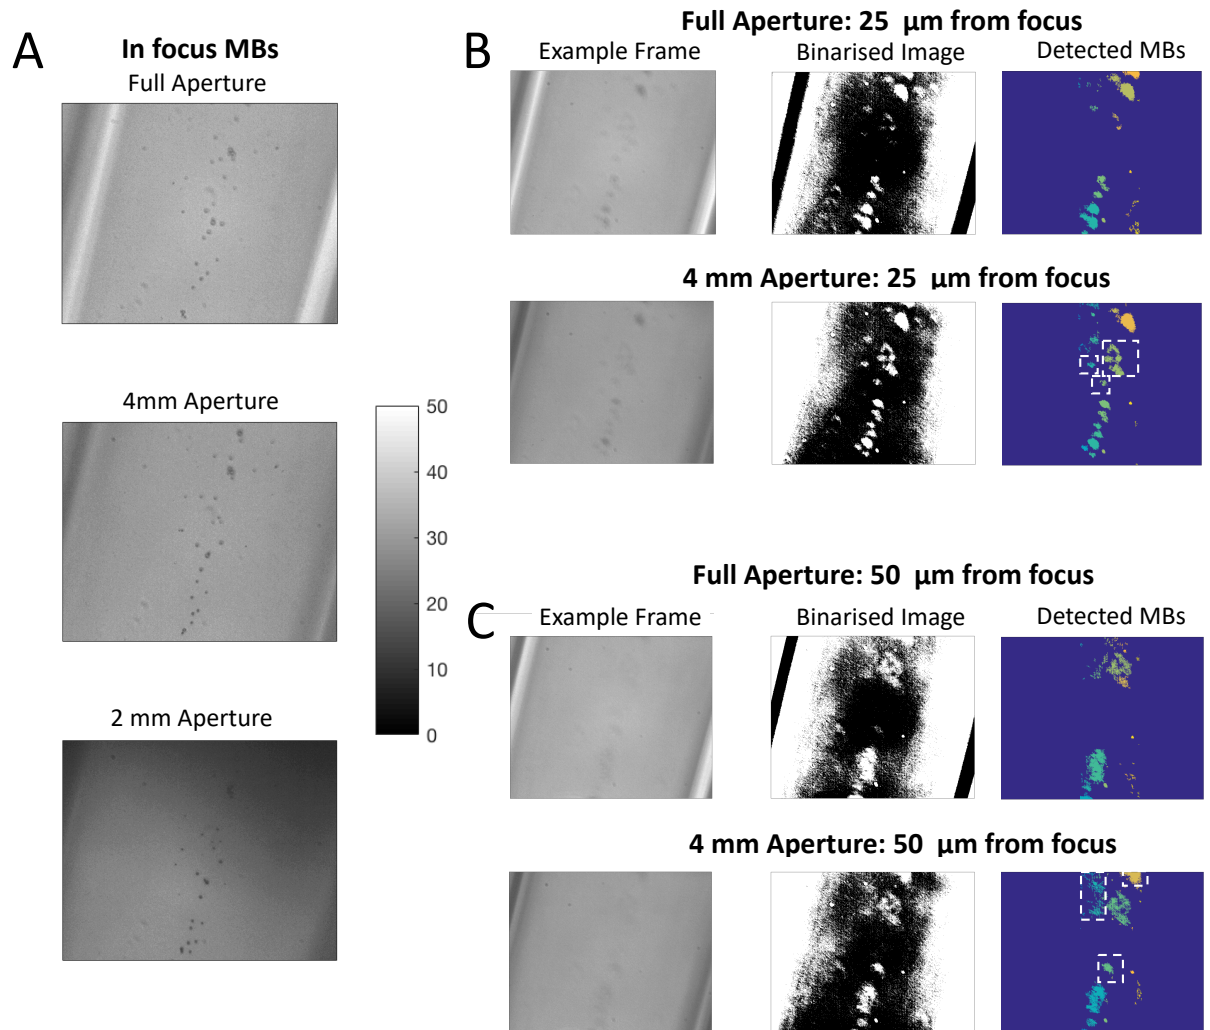 A
In focus MBs
Full Aperture
4mm Aperture
50
40
30
20
10
0
2 mm Aperture
B
Full Aperture: 25 µm from focus
Example Frame
Binarised Image
Detected MBs
4 mm Aperture: 25 µm from focus
C
Full Aperture: 50 µm from focus
Example Frame
Binarised Image
Detected MBs
4 mm Aperture: 50 µm from focus